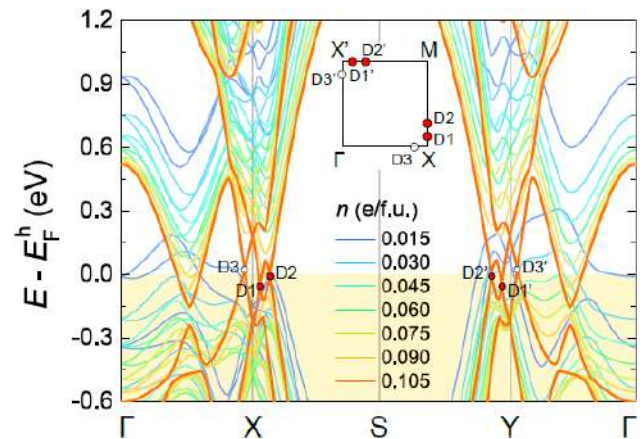 1.2
0.9
0.6
0.3
0.0
-0.3
-0.6
E - E_F^h (eV)
X' D2' M
D3' D1'
D2
D1
Γ D3 X
n (e/f.u.)
0.015
0.030
0.045
0.060
0.075
0.090
0.105
D3 D2
D1
D2' D3'
D1'
Γ X S Y Γ